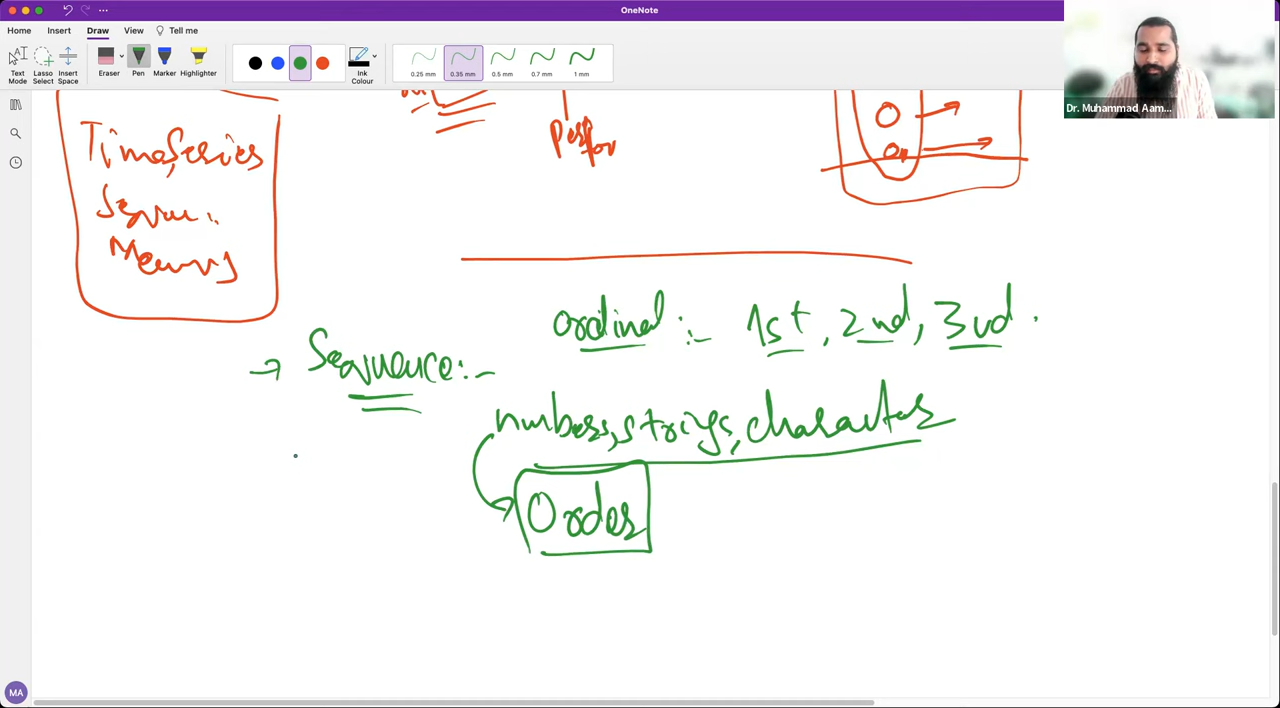 OneNote
Home Insert Draw View Tell me
Text Mode
Lasso Select
Insert Space
Eraser
Pen
Marker
Highlighter
Ink Colour
0.25 mm
0.35 mm
0.5 mm
0.7 mm
1 mm
Dr. Muhammad Aam...
TimeSeries
Memory
ordinal :- 1st, 2nd, 3rd.
→ Sequence :-
numbers, strings, character
Order
MA